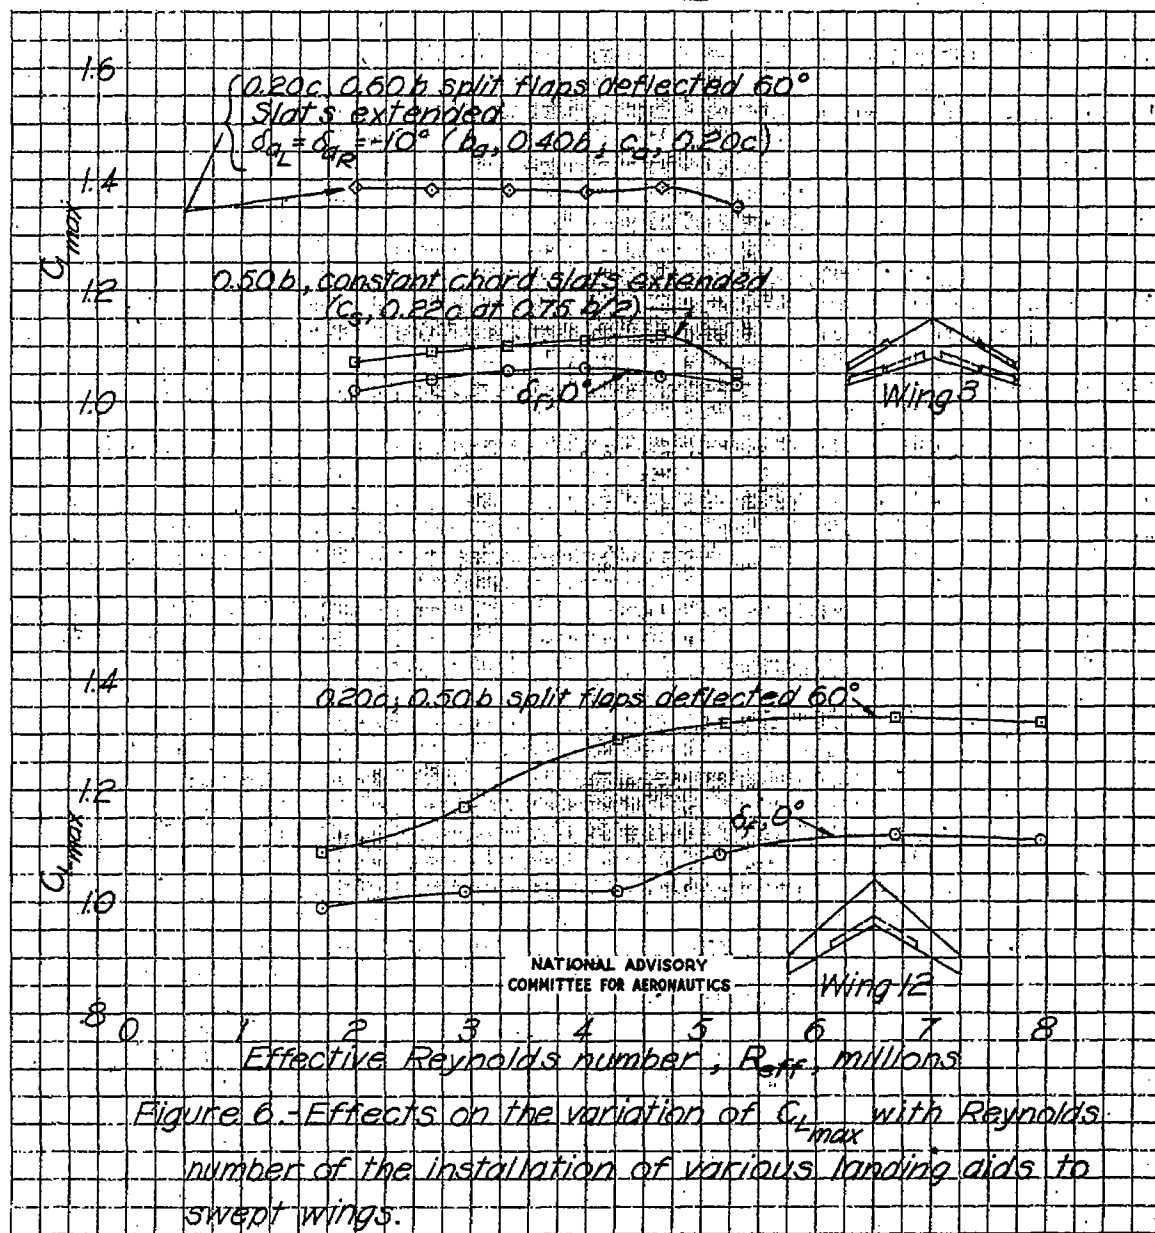 1.6
{0.20c, 0.60b split flaps deflected 60°
Slats extended
δaL = δaR = -10° (ba, 0.40b; ca, 0.20c)
1.4
CLmax
0.50b, constant chord slats extended
1.2
(cs, 0.22c at 0.75 b/2)
δf, 0°
1.0
Wing 3
1.4
0.20c, 0.50b split flaps deflected 60°
1.2
CLmax
δf, 0°
1.0
NATIONAL ADVISORY
COMMITTEE FOR AERONAUTICS
Wing 12
.8
0 1 2 3 4 5 6 7 8
Effective Reynolds number, Reff, millions
Figure 6.-Effects on the variation of CLmax with Reynolds
number of the installation of various landing aids to
swept wings.